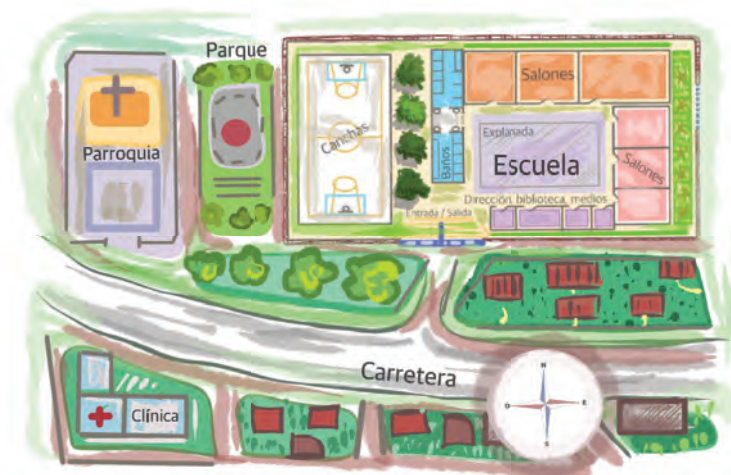 Parque
Parroquia
Canchas
Baños
Salones
Explanada
Escuela
Salones
Dirección, biblioteca, medios
Entrada / Salida
Carretera
Clínica
N
O
E
S